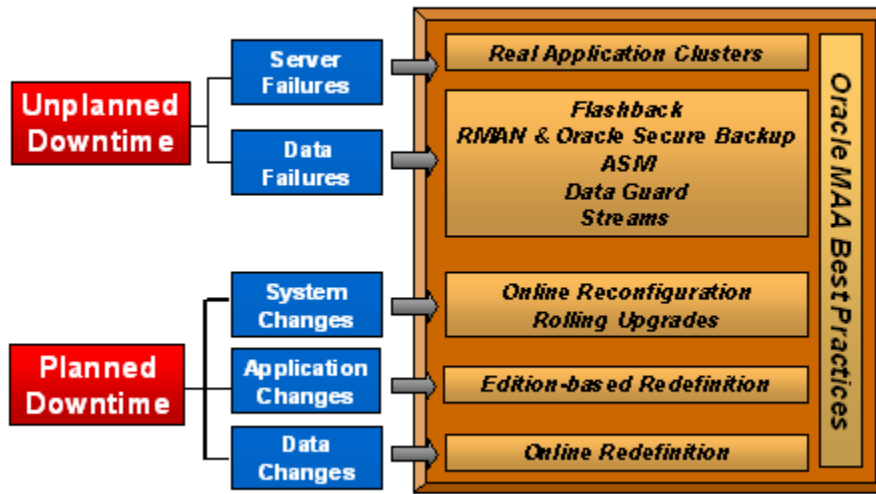 Unplanned
Downtime
Server
Failures
Data
Failures
Real Application Clusters
Flashback
RMAN & Oracle Secure Backup
ASM
Data Guard
Streams
Planned
Downtime
System
Changes
Application
Changes
Data
Changes
Online Reconfiguration
Rolling Upgrades
Edition-based Redefinition
Online Redefinition
Oracle MAA Best Practices